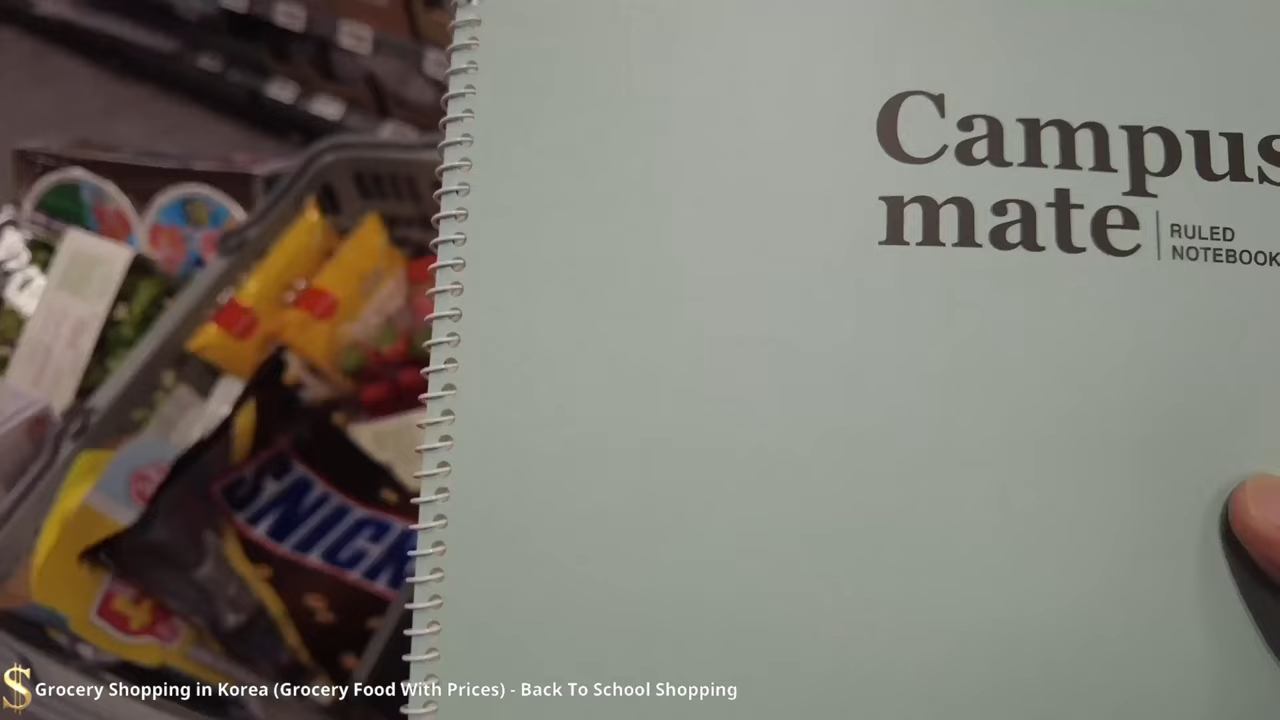 Campus
mate
RULED
NOTEBOOK
SNICK
Grocery Shopping in Korea (Grocery Food With Prices) - Back To School Shopping